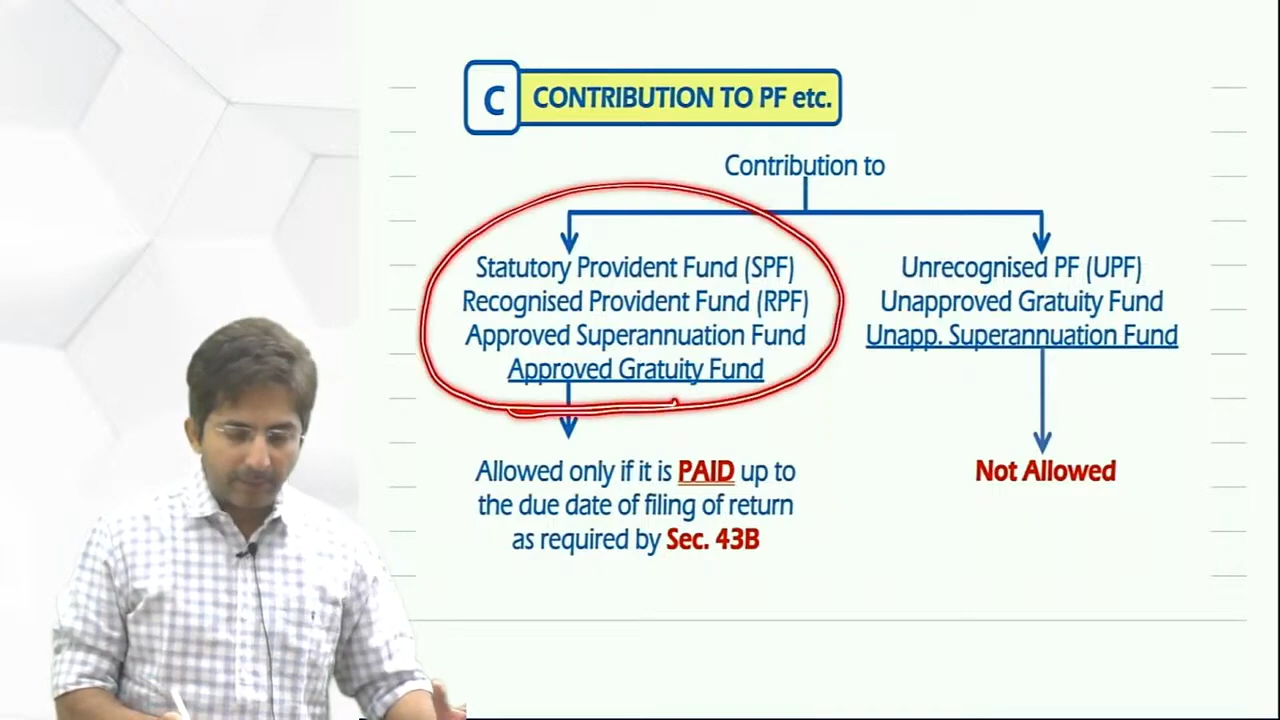 C CONTRIBUTION TO PF etc.
Contribution to
Statutory Provident Fund (SPF)
Recognised Provident Fund (RPF)
Approved Superannuation Fund
Approved Gratuity Fund
Allowed only if it is PAID up to
the due date of filing of return
as required by Sec. 43B
Unrecognised PF (UPF)
Unapproved Gratuity Fund
Unapp. Superannuation Fund
Not Allowed